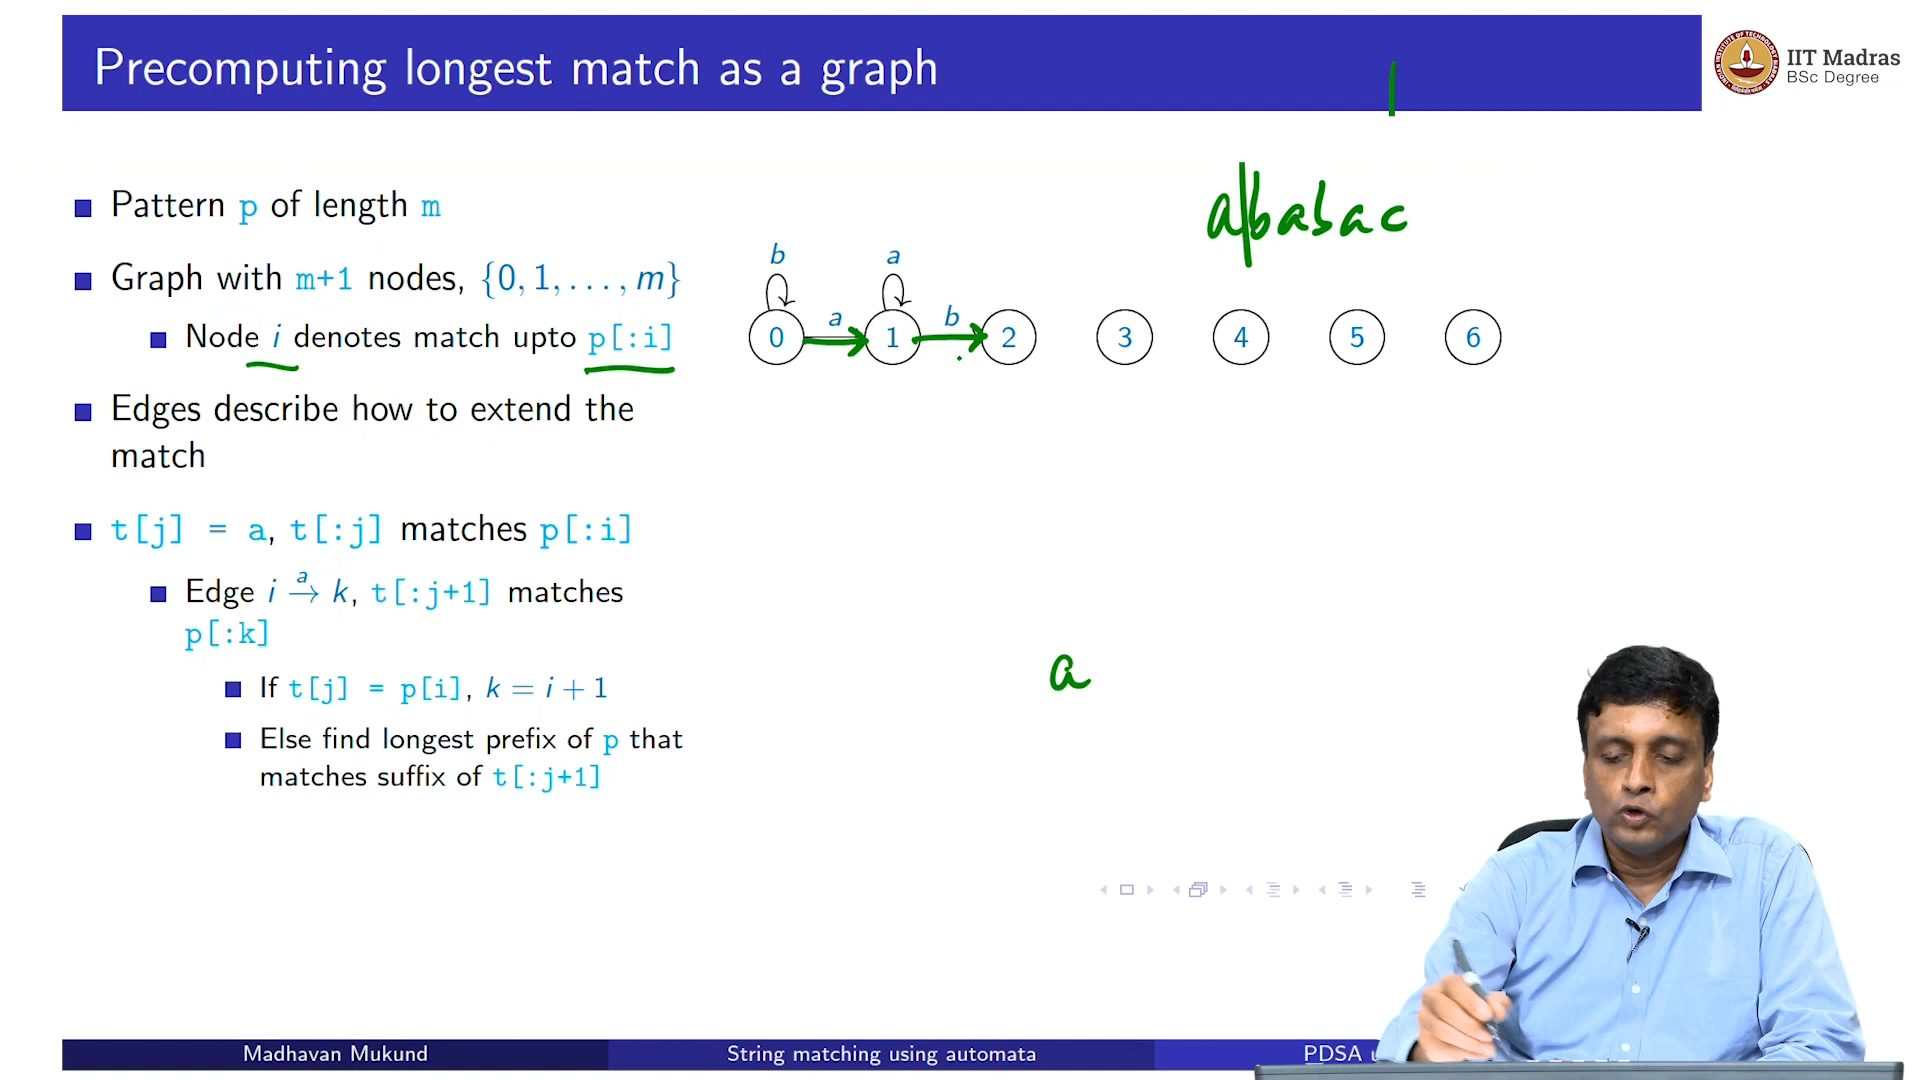 Precomputing longest match as a graph
IIT Madras
BSc Degree
Pattern p of length m
Graph with m+1 nodes, {0, 1, . . . , m}
Node i denotes match upto p[:i]
Edges describe how to extend the
match
t[j] = a, t[:j] matches p[:i]
Edge i a→ k, t[:j+1] matches
p[:k]
If t[j] = p[i], k = i + 1
Else find longest prefix of p that
matches suffix of t[:j+1]
ababac
b a
a b
0 1 2 3 4 5 6
a
Madhavan Mukund String matching using automata PDSA